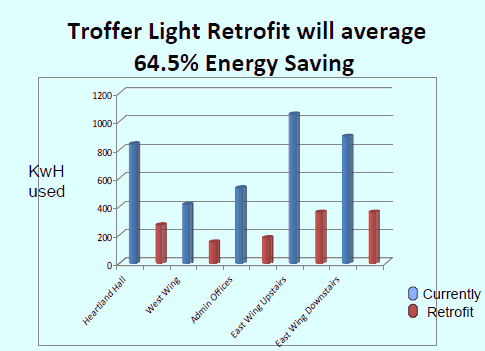 Troffer Light Retrofit will average
64.5% Energy Saving
KwH
used
1200
1000
800
600
400
200
0
Heartland Hall
West Wing
Admin Offices
East Wing Upstairs
East Wing Downstairs
Currently
Retrofit